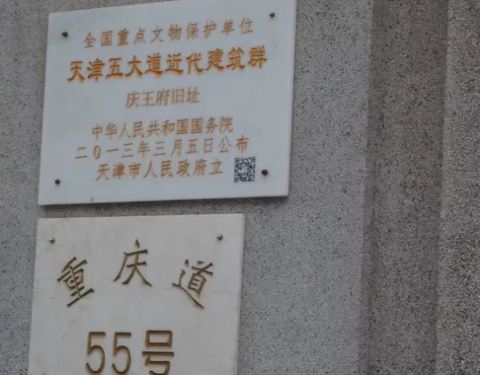 全国重点文物保护单位
天津五大道近代建筑群
庆王府旧址
中华人民共和国国务院
二〇一三年三月五日公布
天津市人民政府立
重庆道
55号